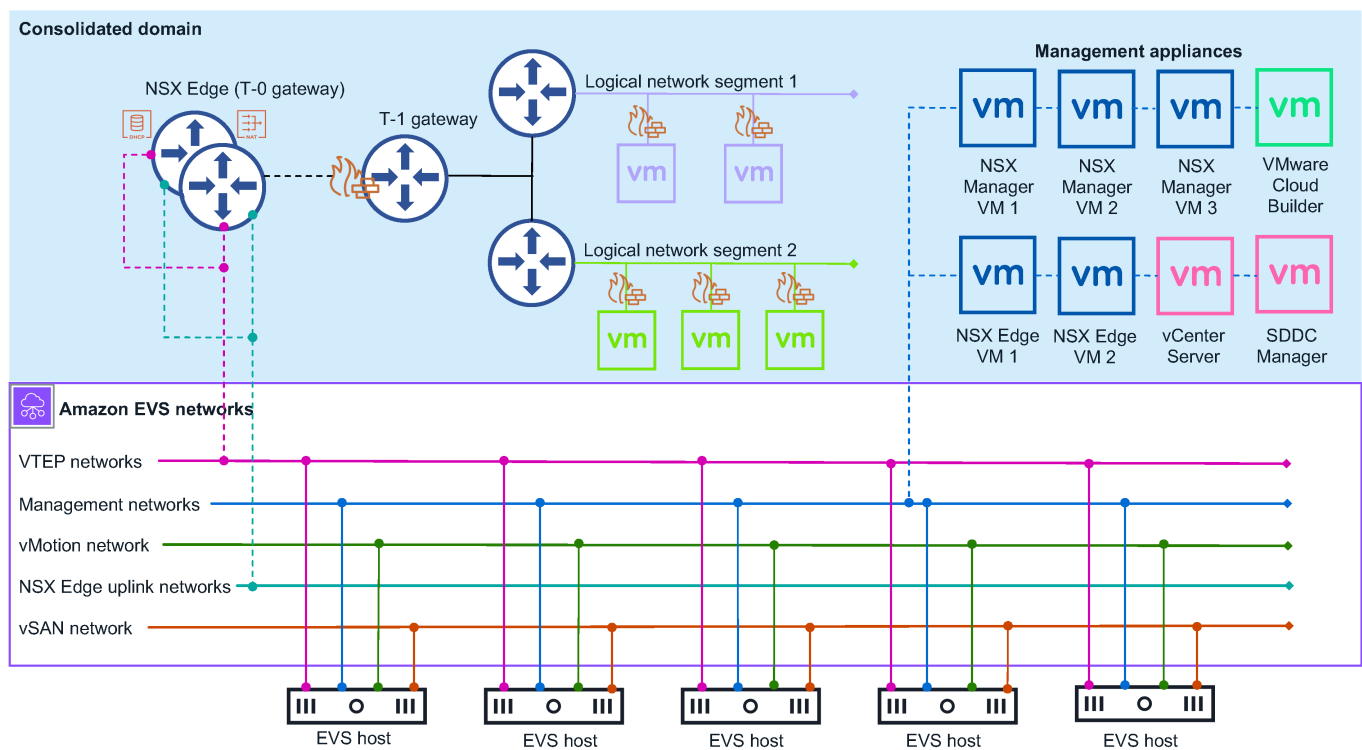 Consolidated domain
Management appliances
NSX Edge (T-0 gateway)
DHCP
NAT
T-1 gateway
Logical network segment 1
vm
vm
Logical network segment 2
vm
vm
vm
vm
vm
vm
vm
NSX
Manager
VM 1
NSX
Manager
VM 2
NSX
Manager
VM 3
VMware
Cloud
Builder
vm
vm
vm
vm
NSX Edge
VM 1
NSX Edge
VM 2
vCenter
Server
SDDC
Manager
Amazon EVS networks
VTEP networks
Management networks
vMotion network
NSX Edge uplink networks
vSAN network
EVS host
EVS host
EVS host
EVS host
EVS host